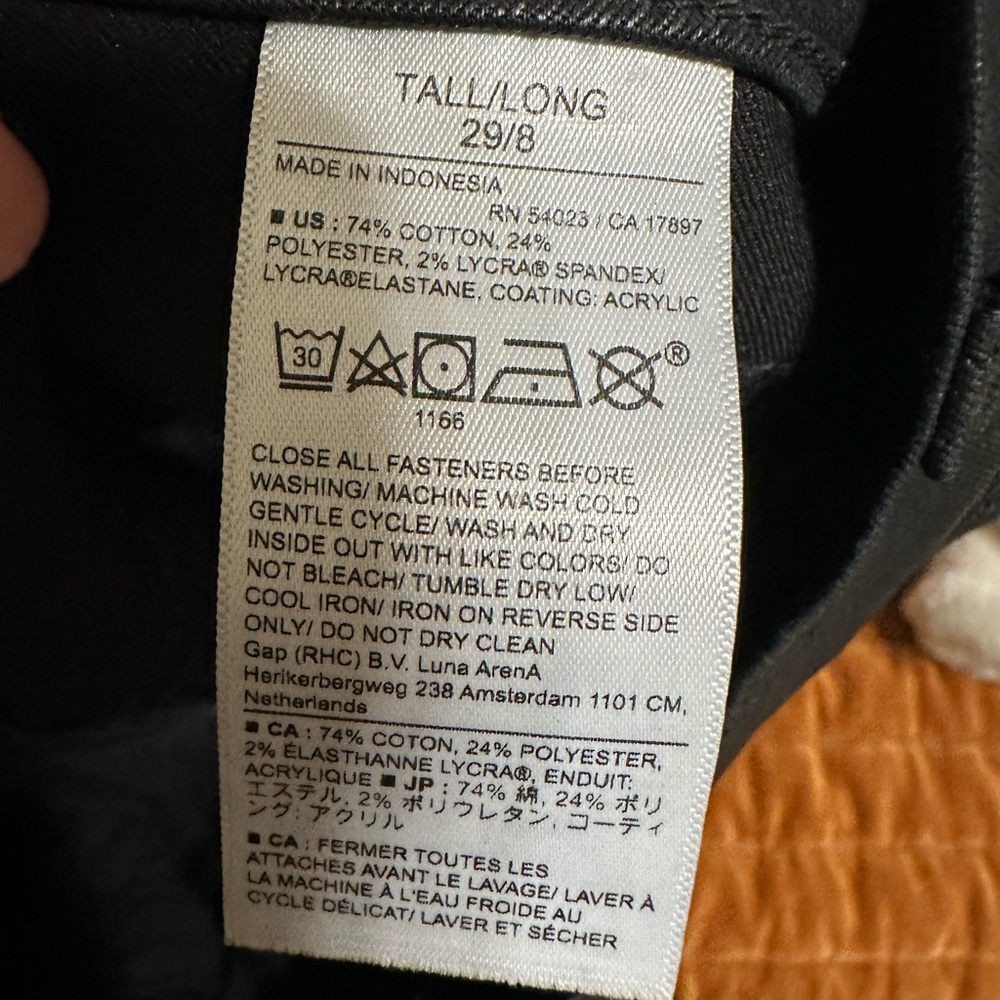 TALL/LONG
29/8
MADE IN INDONESIA
RN 54023 / CA 17897
■ US : 74% COTTON, 24%
POLYESTER, 2% LYCRA® SPANDEX/
LYCRA®ELASTANE, COATING: ACRYLIC
30
®
1166
CLOSE ALL FASTENERS BEFORE
WASHING/ MACHINE WASH COLD
GENTLE CYCLE/ WASH AND DRY
INSIDE OUT WITH LIKE COLORS/ DO
NOT BLEACH/ TUMBLE DRY LOW/
COOL IRON/ IRON ON REVERSE SIDE
ONLY/ DO NOT DRY CLEAN
Gap (RHC) B.V. Luna ArenA
Herikerbergweg 238 Amsterdam 1101 CM,
Netherlands
■ CA : 74% COTON, 24% POLYESTER,
2% ÉLASTHANNE LYCRA®, ENDUIT:
ACRYLIQUE ■ JP : 74% 綿, 24% ポリ
エステル, 2% ポリウレタン, コーティ
ング: アクリル
■ CA : FERMER TOUTES LES
ATTACHES AVANT LE LAVAGE/ LAVER À
LA MACHINE À L'EAU FROIDE AU
CYCLE DÉLICAT/ LAVER ET SÉCHER